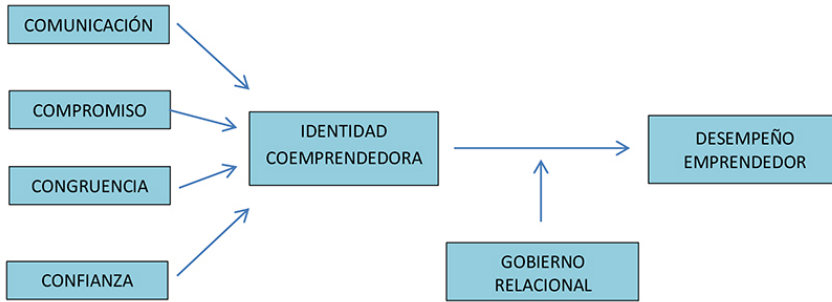 COMUNICACIÓN
COMPROMISO
CONGRUENCIA
CONFIANZA
IDENTIDAD
COEMPRENDEDORA
GOBIERNO
RELACIONAL
DESEMPEÑO
EMPRENDEDOR